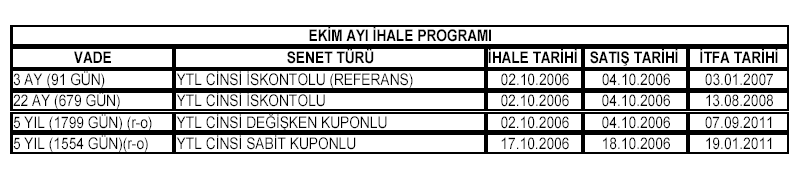 EKİM AYI İHALE PROGRAMI
VADE SENET TÜRÜ İHALE TARİHİ SATIŞ TARİHİ İTFA TARİHİ
3 AY (91 GÜN) YTL CİNSİ İSKONTOLU (REFERANS) 02.10.2006 04.10.2006 03.01.2007
22 AY (679 GÜN) YTL CİNSİ İSKONTOLU 02.10.2006 04.10.2006 13.08.2008
5 YIL (1799 GÜN) (r-o) YTL CİNSİ DEĞİŞKEN KUPONLU 02.10.2006 04.10.2006 07.09.2011
5 YIL (1554 GÜN)(r-o) YTL CİNSİ SABİT KUPONLU 17.10.2006 18.10.2006 19.01.2011